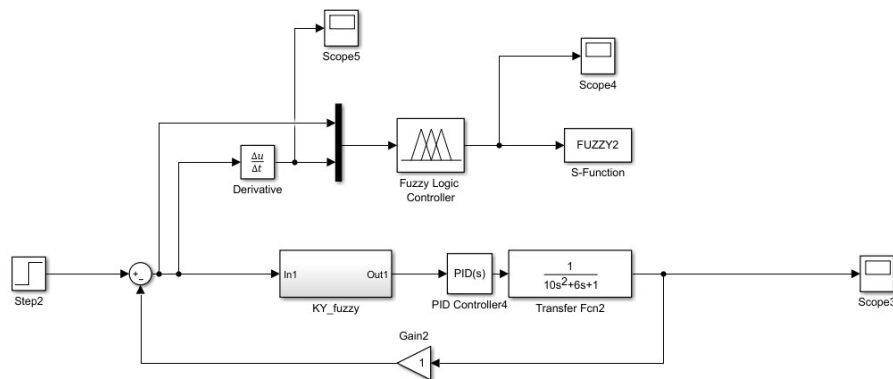 Scope5
Scope4
Δu
Δt
Derivative
Fuzzy Logic
Controller
FUZZY2
S-Function
+
−
Step2
In1
Out1
KY_fuzzy
PID(s)
PID Controller4
1
10s²+6s+1
Transfer Fcn2
Scope3
Gain2
1